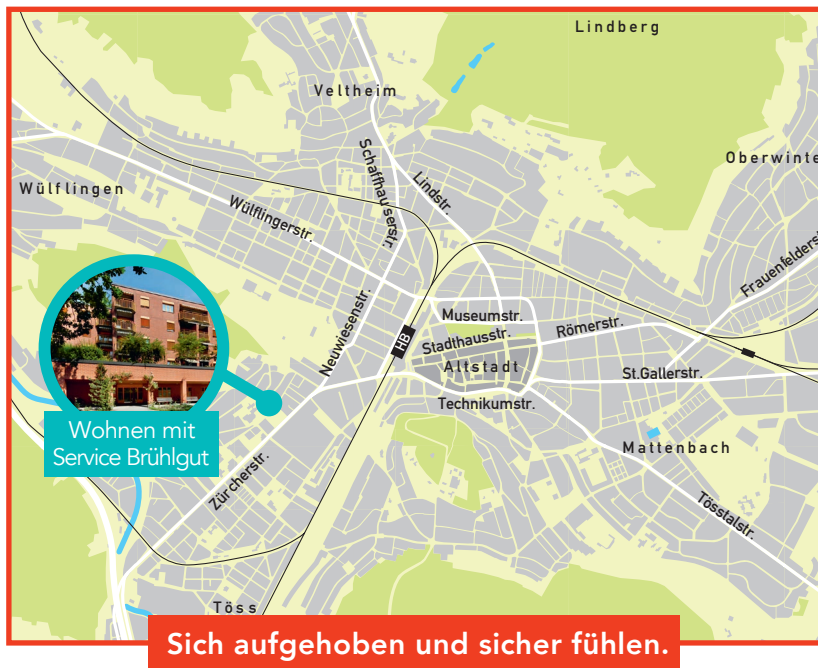 Lindberg
Veltheim
Oberwinte
Wülflingen
Schaffhauserstr.
Lindstr.
Wülflingerstr.
Frauenfelderst
Neuwiesenstr.
Museumstr.
HB
Stadthausstr.
Römerstr.
Altstadt
St.Gallerstr.
Technikumstr.
Wohnen mit
Service Brühlgut
Mattenbach
Zürcherstr.
Tösstalstr.
Töss
Sich aufgehoben und sicher fühlen.